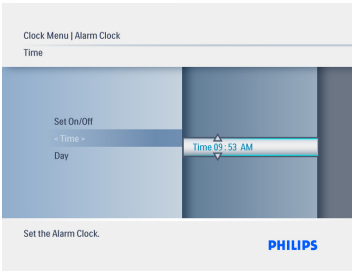 Clock Menu | Alarm Clock
Time
Set On/Off
< Time >
Time 09 : 53 AM
Day
Set the Alarm Clock.
PHILIPS